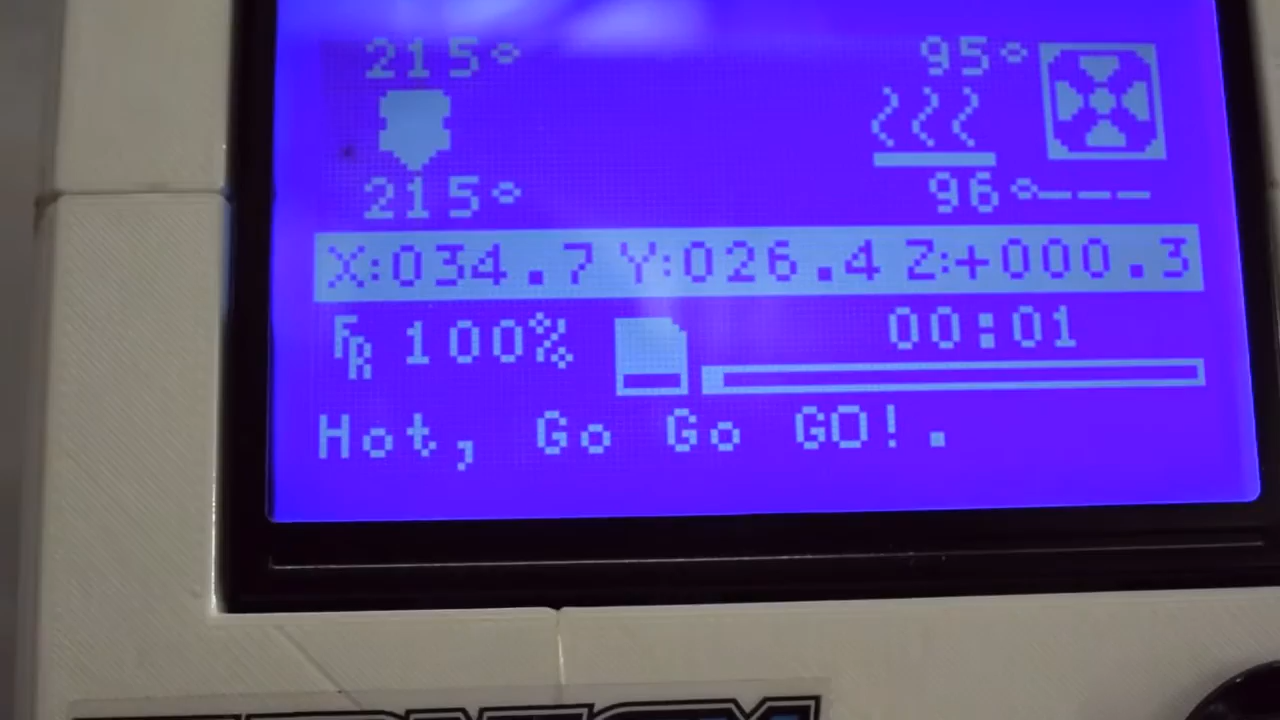 215° 95°
215° 96°---
X:034.7 Y:026.4 Z:+000.3
FR 100% 00:01
Hot, Go Go GO!.